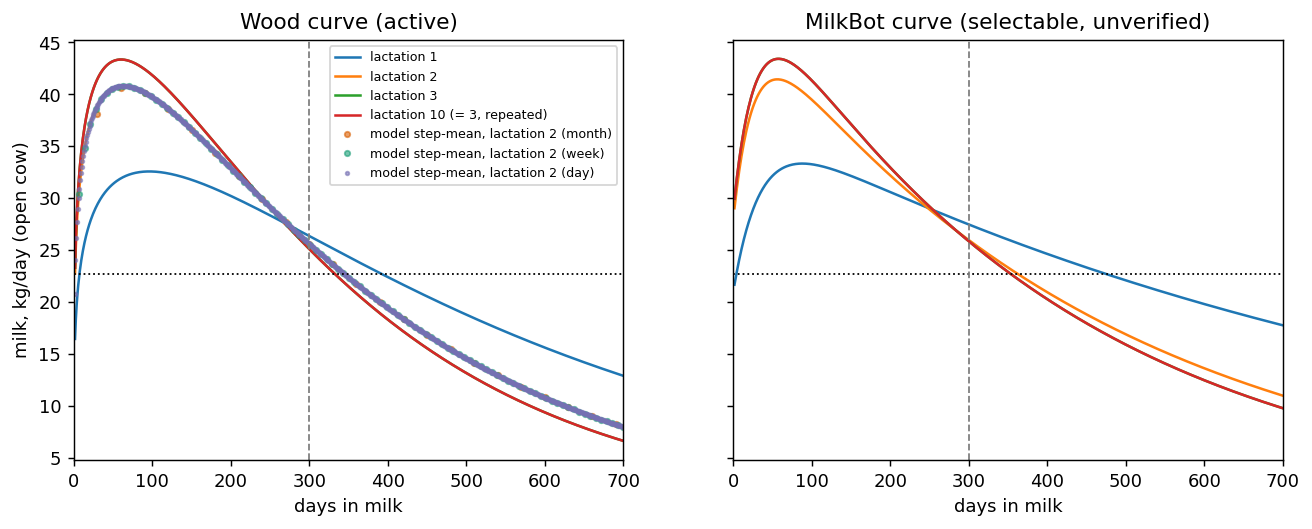 Wood curve (active)
MilkBot curve (selectable, unverified)
milk, kg/day (open cow)
45
40
35
30
25
20
15
10
5
lactation 1
lactation 2
lactation 3
lactation 10 (= 3, repeated)
model step-mean, lactation 2 (month)
model step-mean, lactation 2 (week)
model step-mean, lactation 2 (day)
0 100 200 300 400 500 600 700
0 100 200 300 400 500 600 700
days in milk
days in milk